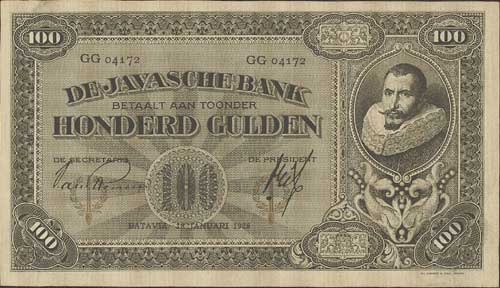 100 100
GG 04172 GG 04172
DE JAVASCHE BANK
BETAALT AAN TOONDER
HONDERD GULDEN
DE SECRETARIS DE PRESIDENT
100
BATAVIA JANUARI
100 100